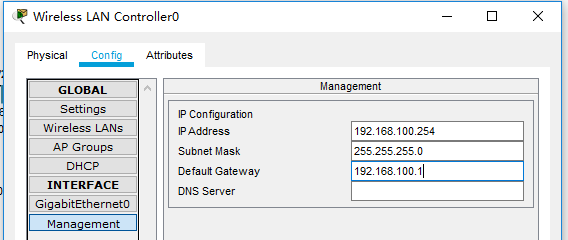 Wireless LAN Controller0
Physical Config Attributes
GLOBAL
Settings
Wireless LANs
AP Groups
DHCP
INTERFACE
GigabitEthernet0
Management
Management
IP Configuration
IP Address 192.168.100.254
Subnet Mask 255.255.255.0
Default Gateway 192.168.100.1
DNS Server